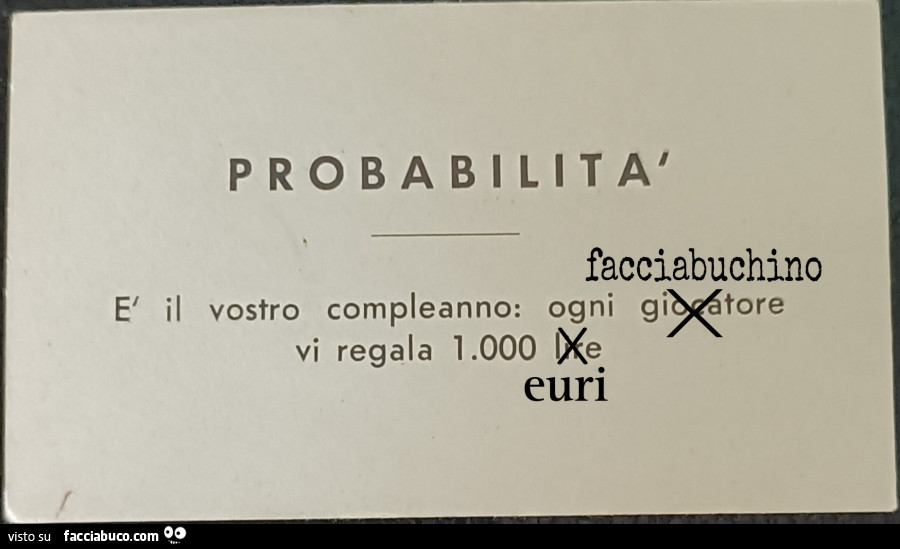 PROBABILITA'
facciabuchino
E' il vostro compleanno: ogni giocatore
vi regala 1.000 lire
euri
visto su facciabuco.com